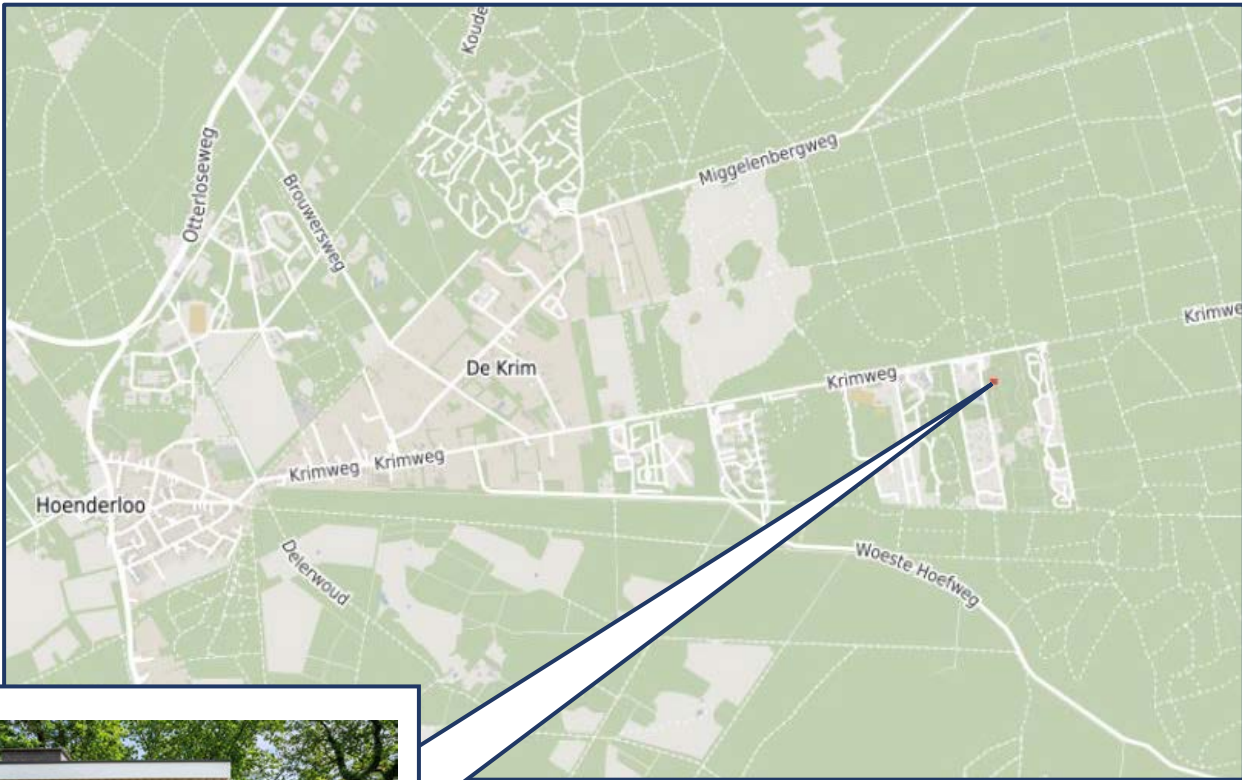 Koude
Otterloseweg
Brouwersweg
Miggelenbergweg
Krimwe
De Krim
Krimweg
Krimweg Krimweg
Hoenderloo
Delerwoud
Woeste Hoefweg